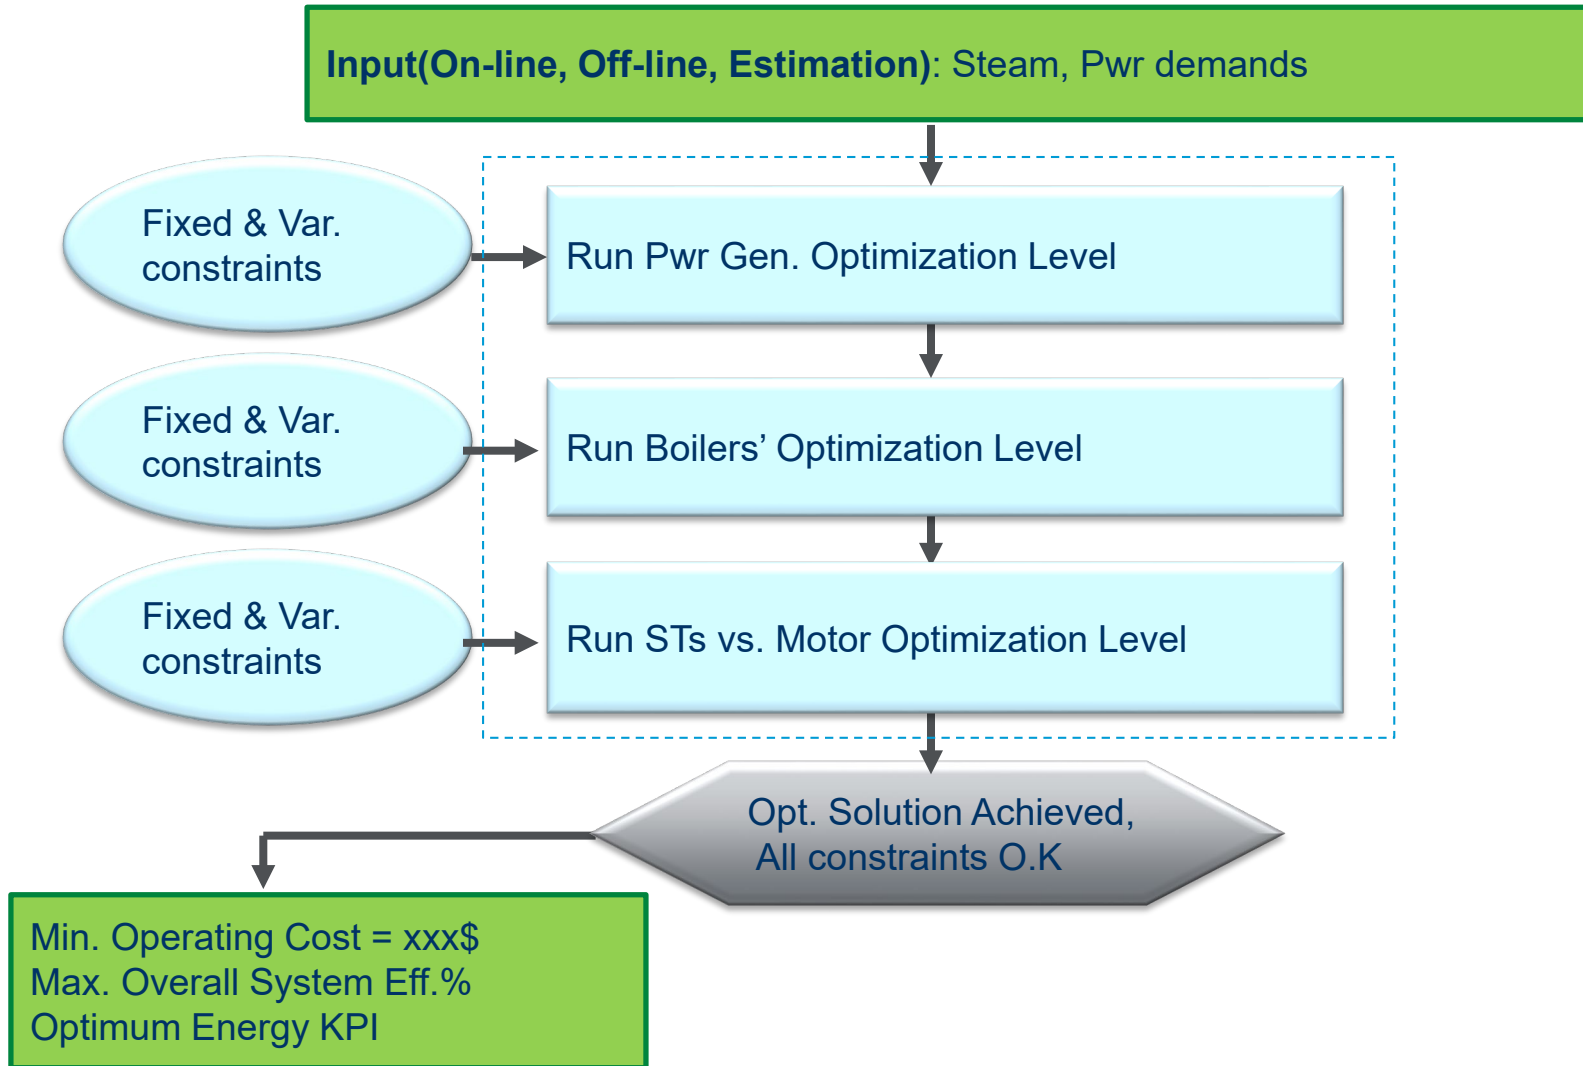 Input(On-line, Off-line, Estimation): Steam, Pwr demands
Fixed & Var.
constraints
Run Pwr Gen. Optimization Level
Fixed & Var.
constraints
Run Boilers’ Optimization Level
Fixed & Var.
constraints
Run STs vs. Motor Optimization Level
Opt. Solution Achieved,
All constraints O.K
Min. Operating Cost = xxx$
Max. Overall System Eff.%
Optimum Energy KPI